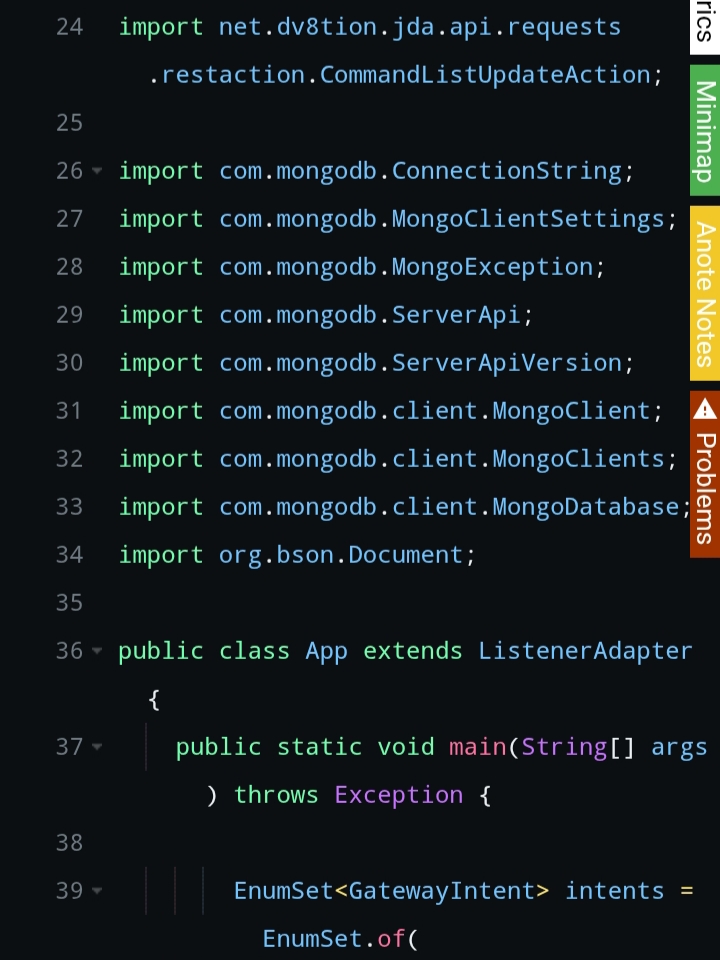 24 import net.dv8tion.jda.api.requests
.restaction.CommandListUpdateAction;
25
26 import com.mongodb.ConnectionString;
27 import com.mongodb.MongoClientSettings;
28 import com.mongodb.MongoException;
29 import com.mongodb.ServerApi;
30 import com.mongodb.ServerApiVersion;
31 import com.mongodb.client.MongoClient;
32 import com.mongodb.client.MongoClients;
33 import com.mongodb.client.MongoDatabase;
34 import org.bson.Document;
35
36 public class App extends ListenerAdapter
{
37 public static void main(String[] args
) throws Exception {
38
39 EnumSet<GatewayIntent> intents =
EnumSet.of(
rics
Minimap
Anote Notes
Problems